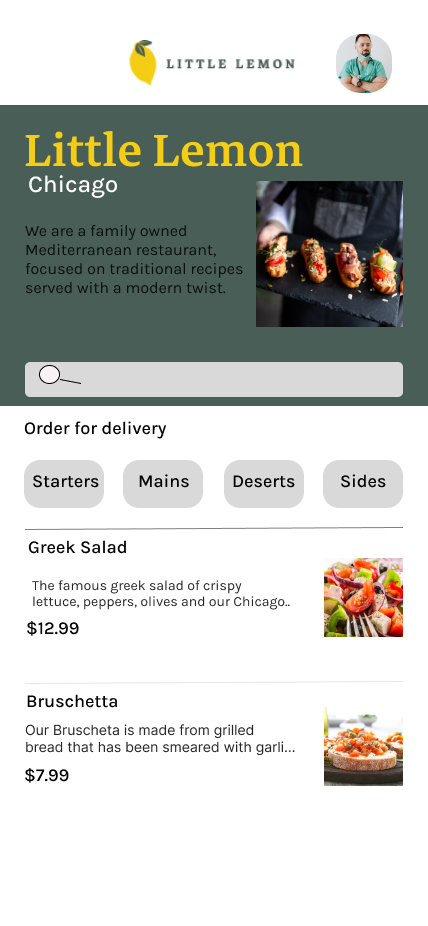 LITTLE LEMON
Little Lemon
Chicago
We are a family owned
Mediterranean restaurant,
focused on traditional recipes
served with a modern twist.
Order for delivery
Starters
Mains
Deserts
Sides
Greek Salad
The famous greek salad of crispy
lettuce, peppers, olives and our Chicago..
$12.99
Bruschetta
Our Bruscheta is made from grilled
bread that has been smeared with garli...
$7.99